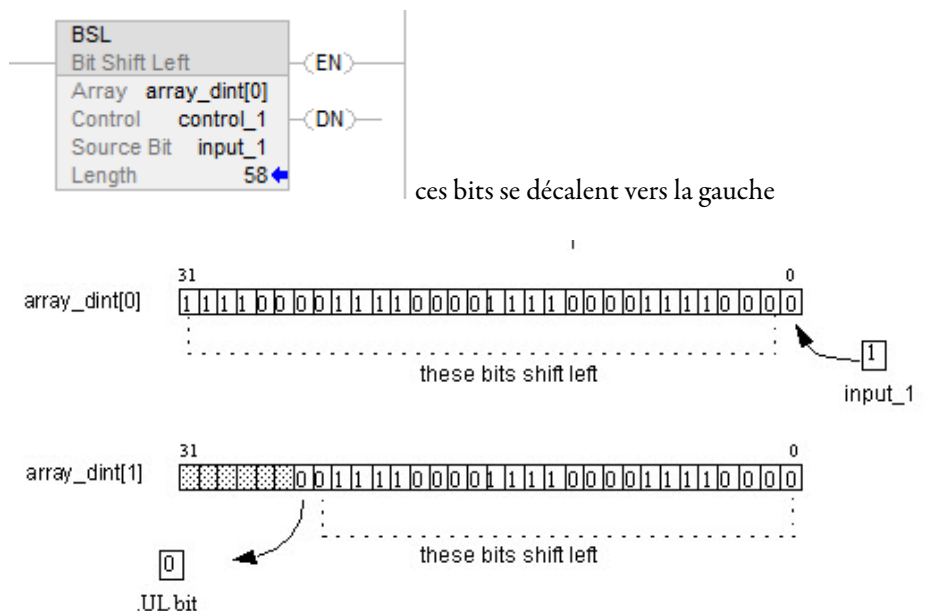 BSL
Bit Shift Left
EN
Array array_dint[0]
Control control_1
DN
Source Bit input_1
Length 58
ces bits se décalent vers la gauche
31 0
array_dint[0] 1 1 1 1 0 0 0 0 1 1 1 1 0 0 0 0 1 1 1 1 0 0 0 0 1 1 1 1 0 0 0 0
1
these bits shift left
input_1
31 0
array_dint[1] 0 0 1 1 1 1 0 0 0 0 1 1 1 1 0 0 0 0 1 1 1 1 0 0 0 0
these bits shift left
0
.UL bit